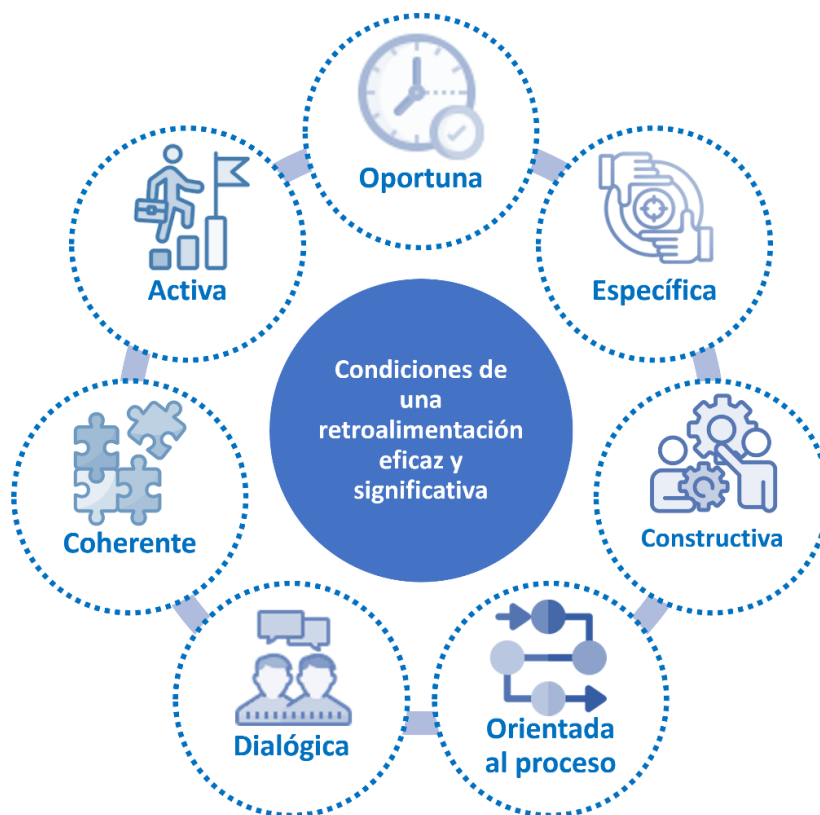 Oportuna
Específica
Constructiva
Orientada
al proceso
Dialógica
Coherente
Activa
Condiciones de
una
retroalimentación
eficaz y
significativa